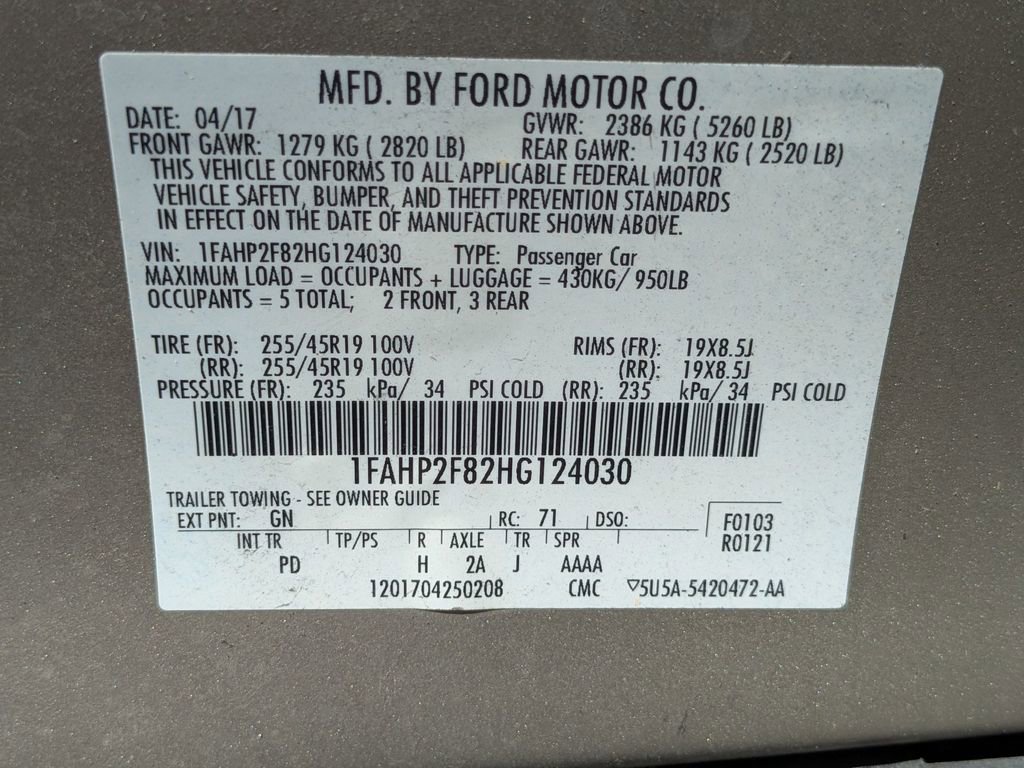 MFD. BY FORD MOTOR CO.
DATE: 04/17 GVWR: 2386 KG ( 5260 LB)
FRONT GAWR: 1279 KG ( 2820 LB) REAR GAWR: 1143 KG ( 2520 LB)
THIS VEHICLE CONFORMS TO ALL APPLICABLE FEDERAL MOTOR
VEHICLE SAFETY, BUMPER, AND THEFT PREVENTION STANDARDS
IN EFFECT ON THE DATE OF MANUFACTURE SHOWN ABOVE.
VIN: 1FAHP2F82HG124030 TYPE: Passenger Car
MAXIMUM LOAD = OCCUPANTS + LUGGAGE = 430KG/ 950LB
OCCUPANTS = 5 TOTAL; 2 FRONT, 3 REAR
TIRE (FR): 255/45R19 100V RIMS (FR): 19X8.5J
(RR): 255/45R19 100V (RR): 19X8.5J
PRESSURE (FR): 235 kPa/ 34 PSI COLD (RR): 235 kPa/ 34 PSI COLD
1FAHP2F82HG124030
TRAILER TOWING - SEE OWNER GUIDE
EXT PNT: GN RC: 71 DSO: F0103
INT TR TP/PS R AXLE TR SPR R0121
PD H 2A J AAAA
1201704250208 CMC ▽5U5A-5420472-AA